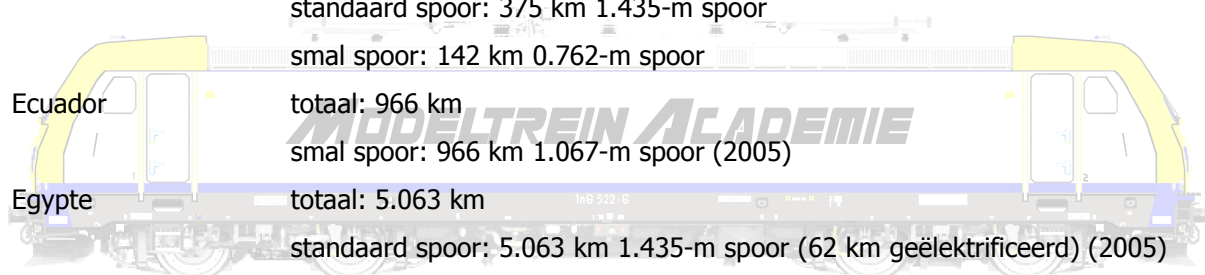 standaard spoor: 375 km 1.435-m spoor
smal spoor: 142 km 0.762-m spoor
Ecuador totaal: 966 km
MODELTREIN ACADEMIE
smal spoor: 966 km 1.067-m spoor (2005)
Egypte totaal: 5.063 km
1 2
standaard spoor: 5.063 km 1.435-m spoor (62 km geëlektrificeerd) (2005)